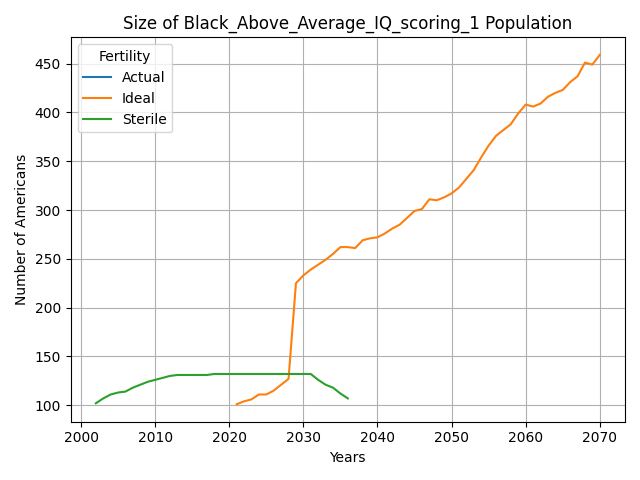 Size of Black_Above_Average_IQ_scoring_1 Population
Fertility
Actual
Ideal
Sterile
Number of Americans
450
400
350
300
250
200
150
100
2000 2010 2020 2030 2040 2050 2060 2070
Years